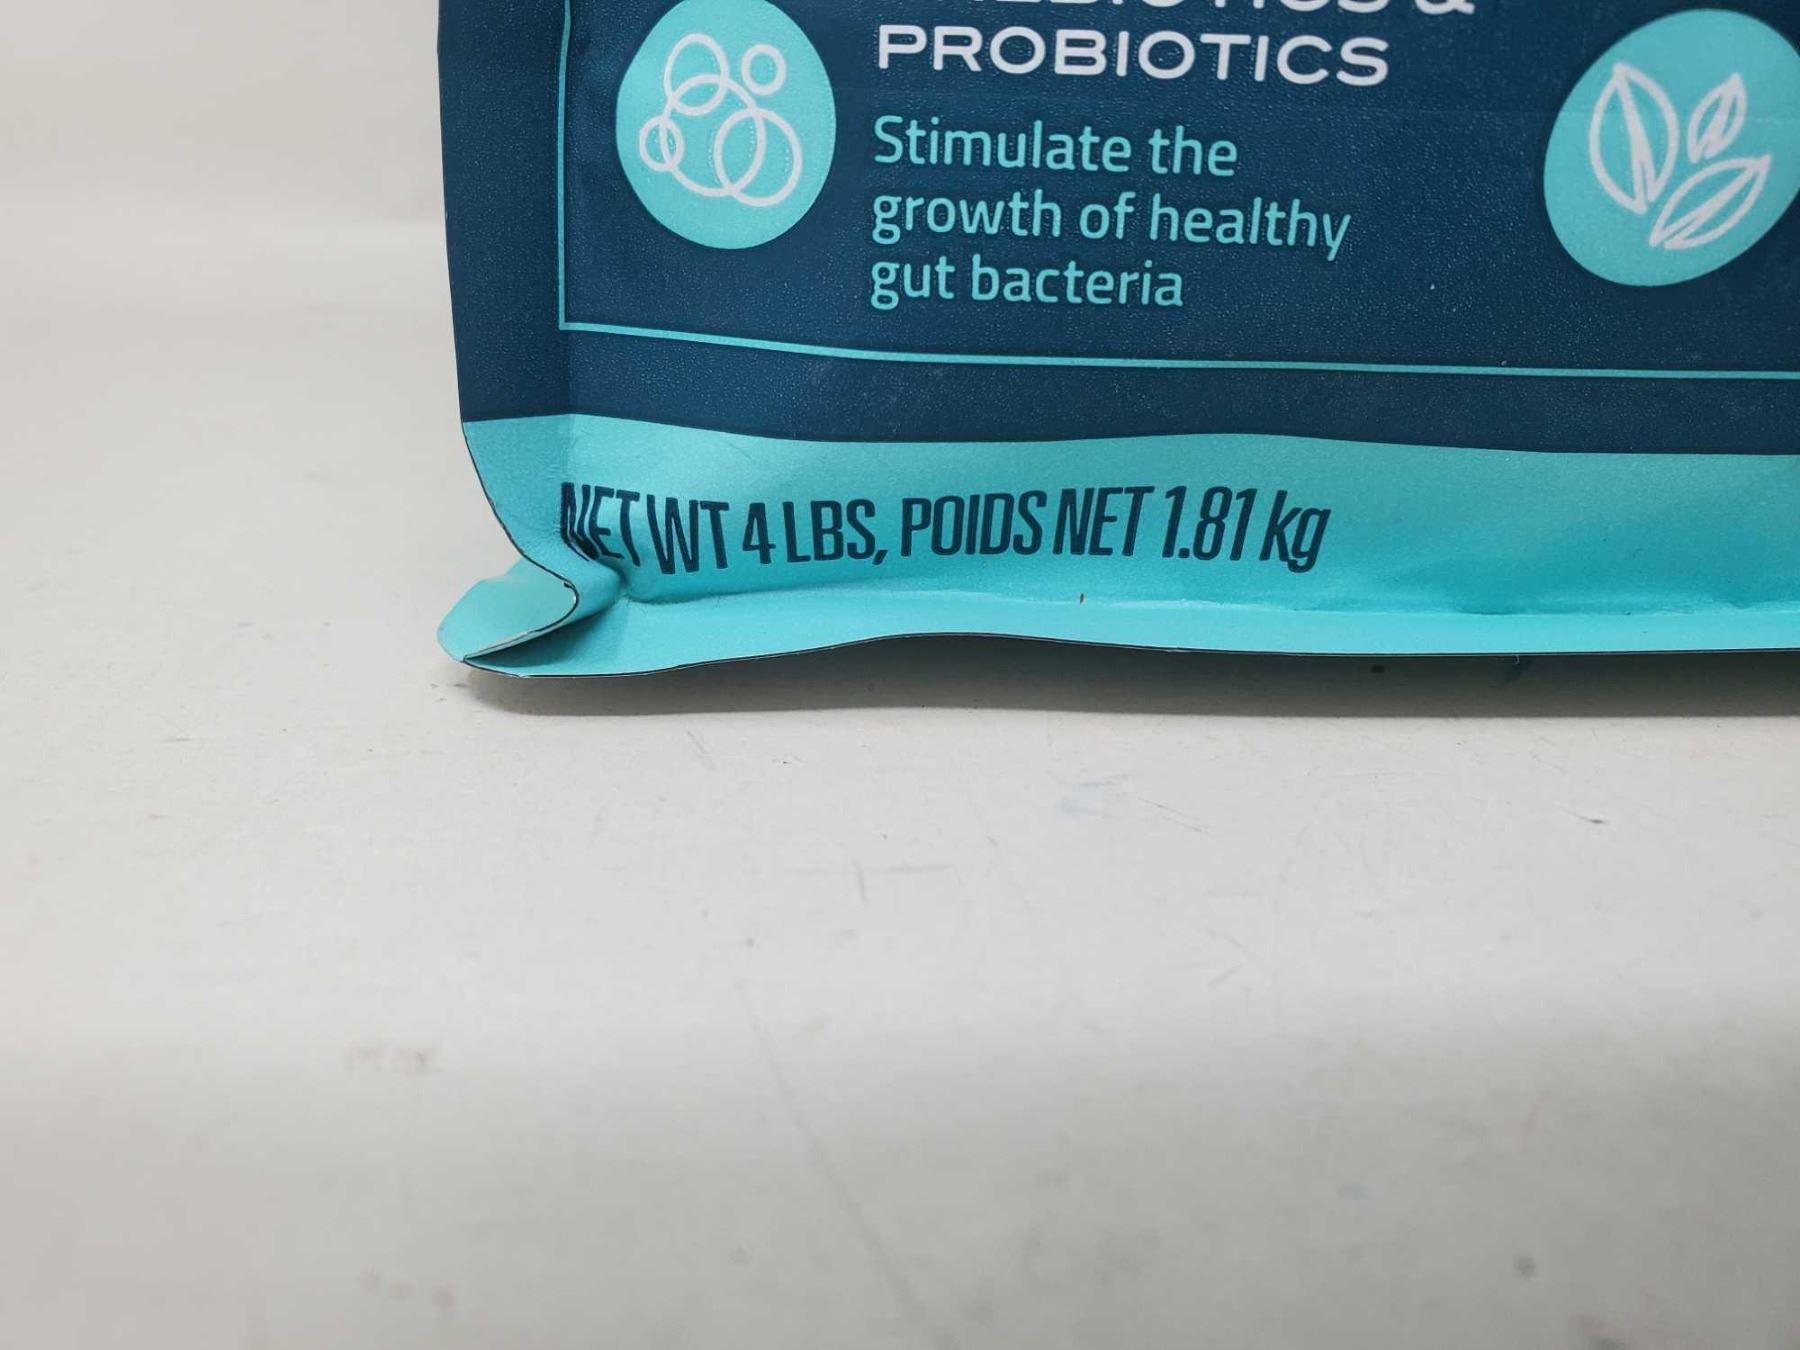 PROBIOTICS
Stimulate the
growth of healthy
gut bacteria
NET WT 4 LBS, POIDS NET 1.81 kg